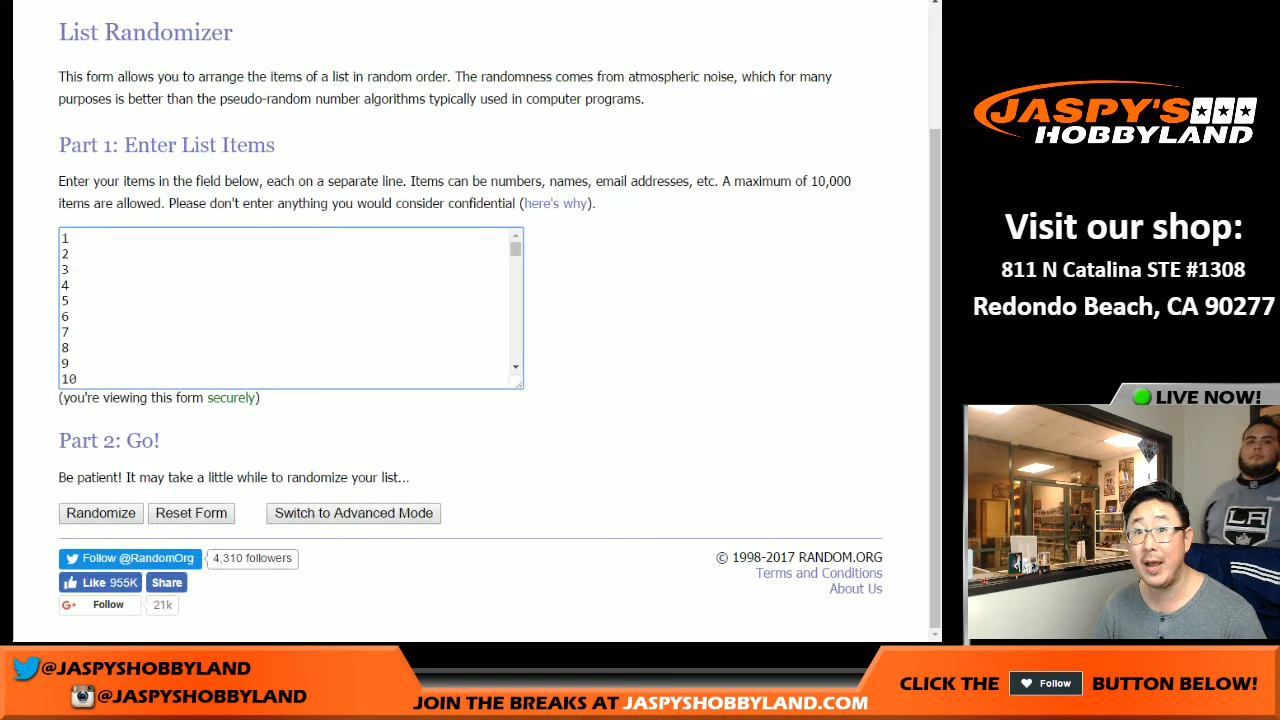 List Randomizer
This form allows you to arrange the items of a list in random order. The randomness comes from atmospheric noise, which for many
purposes is better than the pseudo-random number algorithms typically used in computer programs.
Part 1: Enter List Items
Enter your items in the field below, each on a separate line. Items can be numbers, names, email addresses, etc. A maximum of 10,000
items are allowed. Please don't enter anything you would consider confidential (here's why).
1
2
3
4
5
6
7
8
9
10
(you're viewing this form securely)
Part 2: Go!
Be patient! It may take a little while to randomize your list...
Randomize Reset Form Switch to Advanced Mode
Follow @RandomOrg 4,310 followers
Like 955K Share
G+ Follow 21k
© 1998-2017 RANDOM.ORG
Terms and Conditions
About Us
JASPY'S
HOBBYLAND
Visit our shop:
811 N Catalina STE #1308
Redondo Beach, CA 90277
LIVE NOW!
LA
@JASPYSHOBBYLAND
@JASPYSHOBBYLAND
JOIN THE BREAKS AT JASPYSHOBBYLAND.COM
CLICK THE Follow BUTTON BELOW!